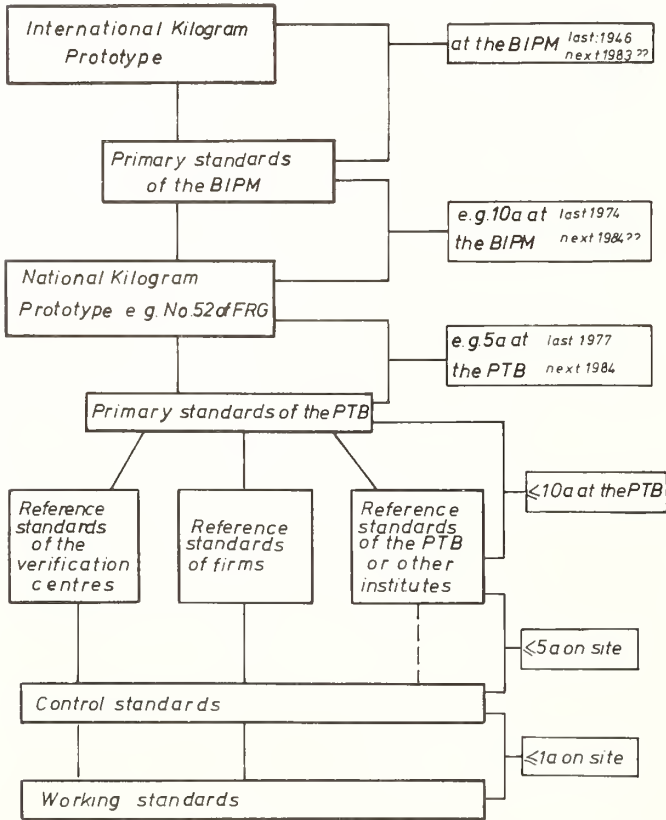 International Kilogram
Prototype
at the BIPM last:1946
next 1983??
Primary standards
of the BIPM
e.g.10a at last 1974
the BIPM next 1984??
National Kilogram
Prototype e g. No.52 of FRG
e.g.5a at last 1977
the PTB next 1984
Primary standards of the PTB
≤10a at the PTB
Reference
standards
of the
verification
centres
Reference
standards
of firms
Reference
standards
of the PTB
or other
institutes
≤5a on site
Control standards
≤1a on site
Working standards